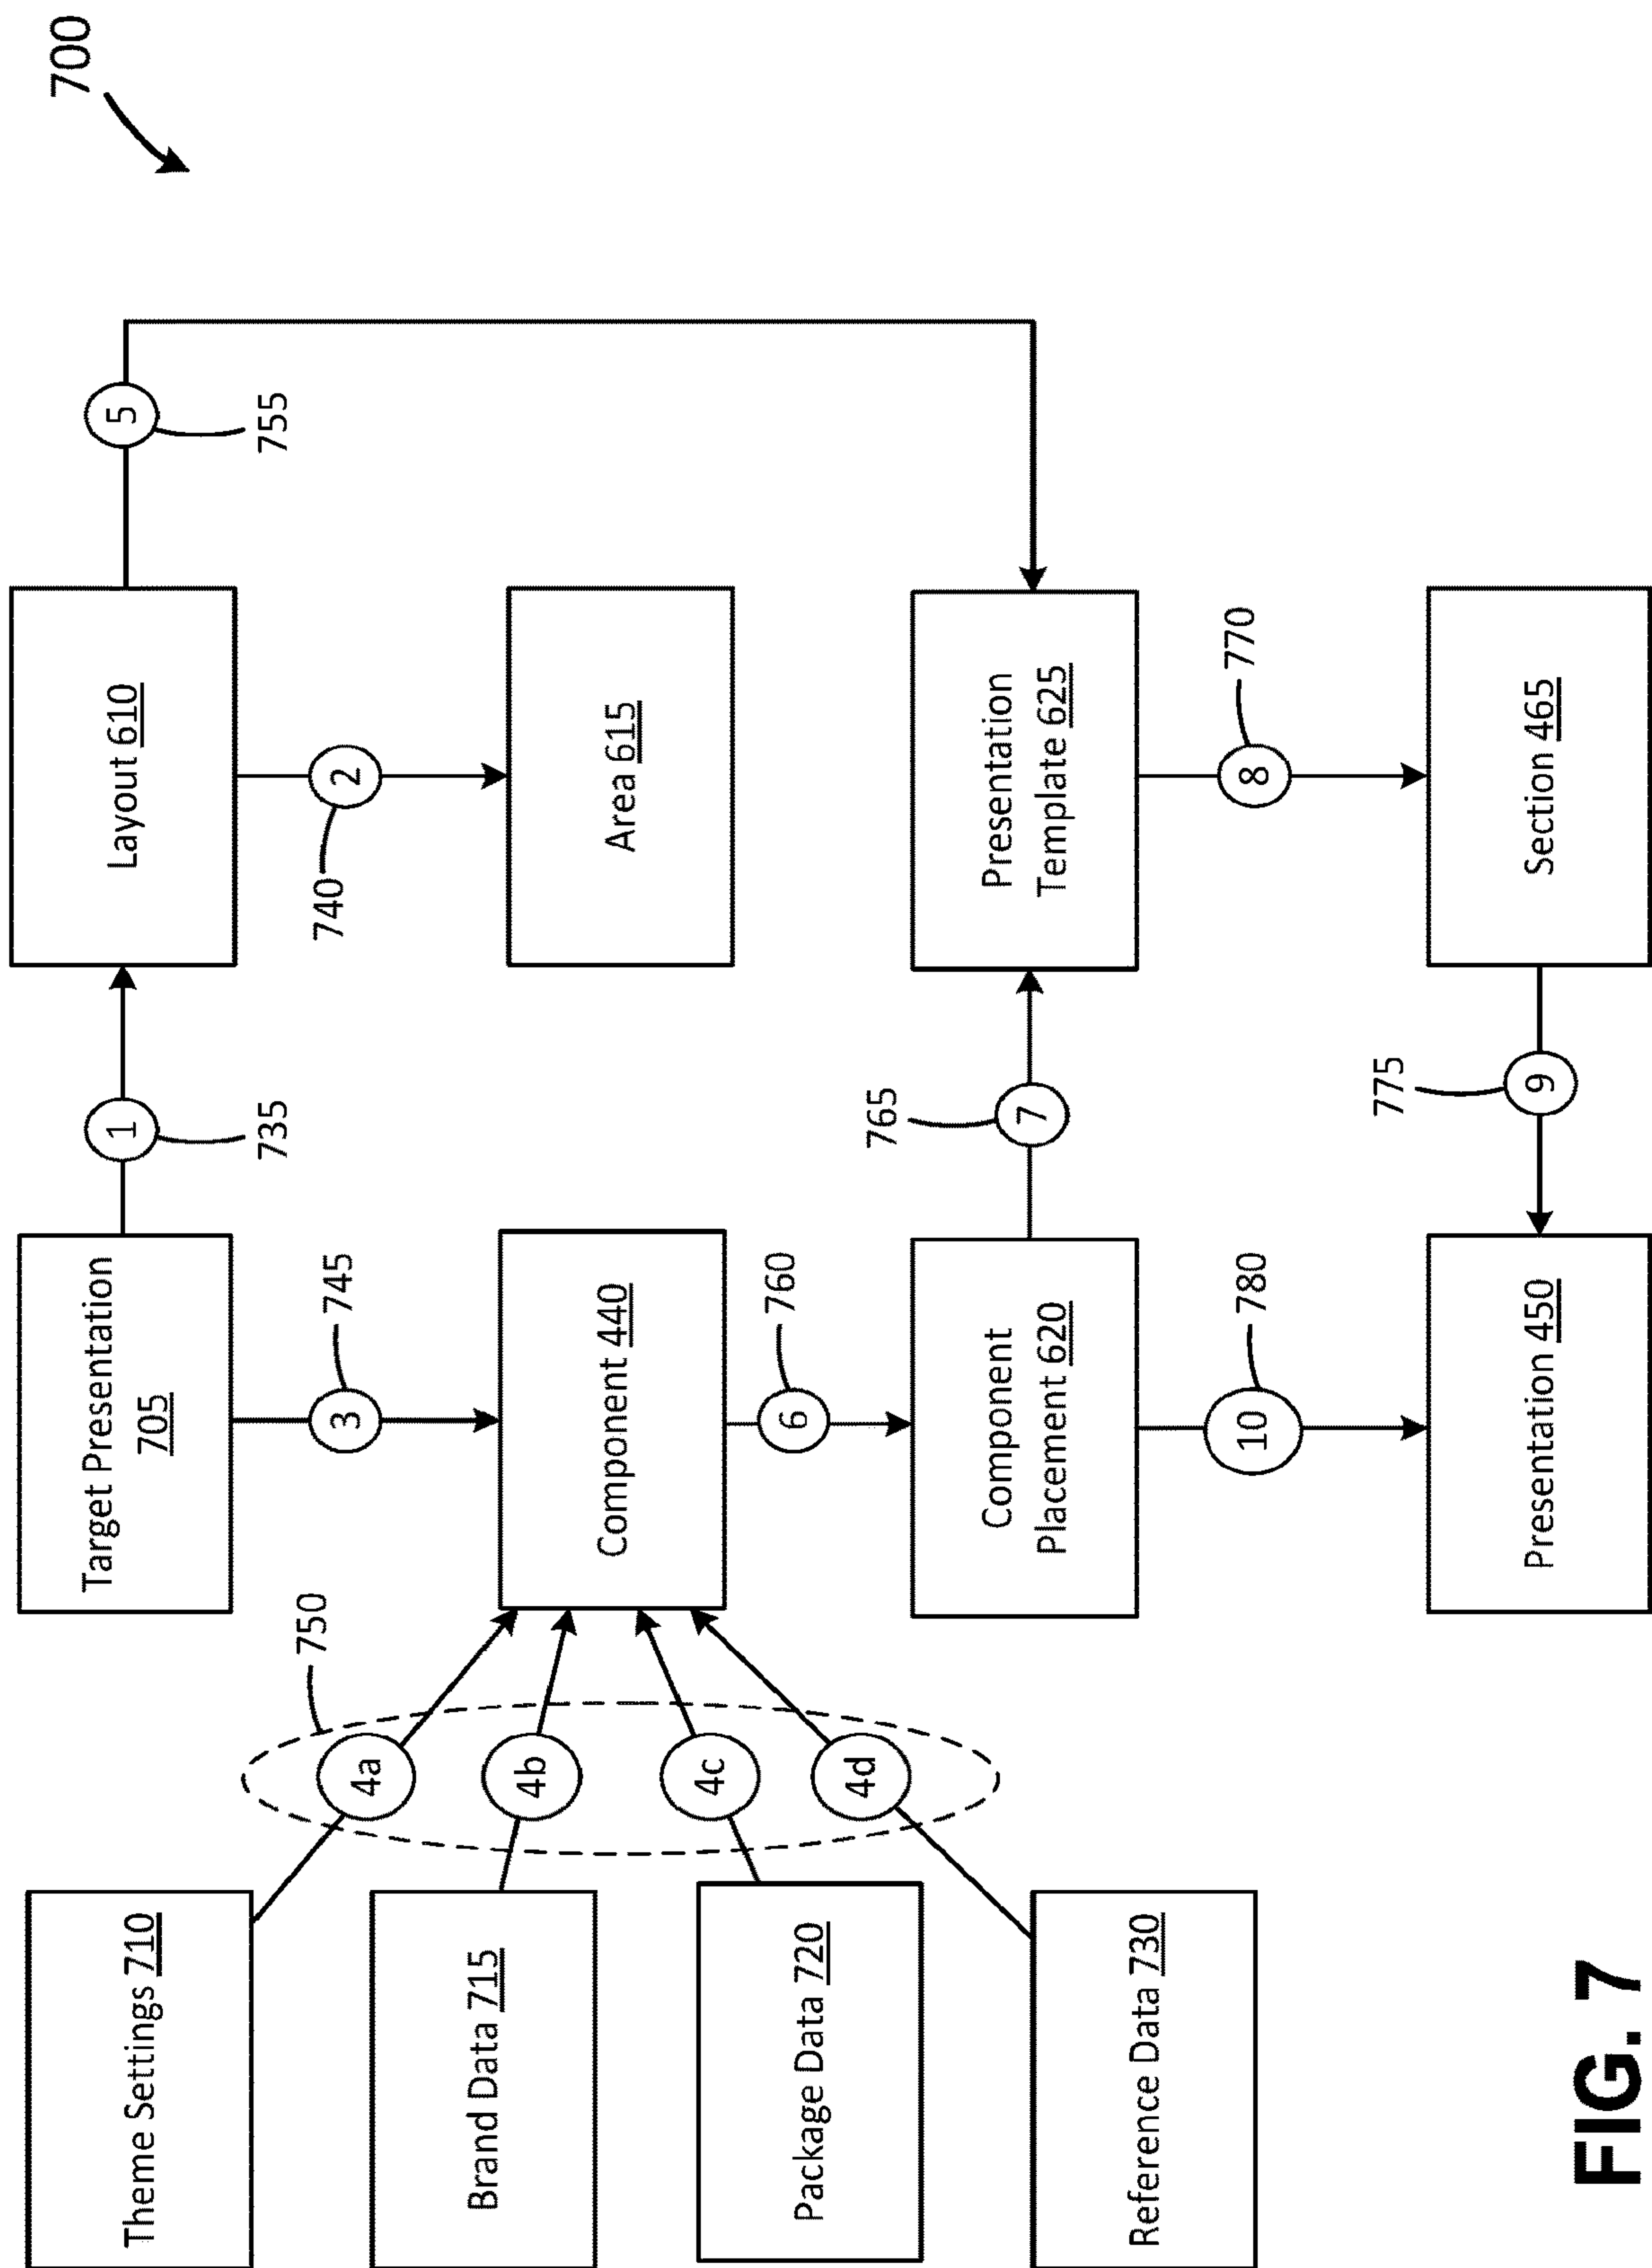 700
Theme Settings 710
Target Presentation
705
1
735
Layout 610
5
755
750
4a
3
745
2
740
Brand Data 715
4b
Component 440
Area 615
Package Data 720
4c
6
760
4d
Reference Data 730
Component
Placement 620
765
7
Presentation
Template 625
10
780
8
770
Presentation 450
775
9
Section 465
FIG. 7